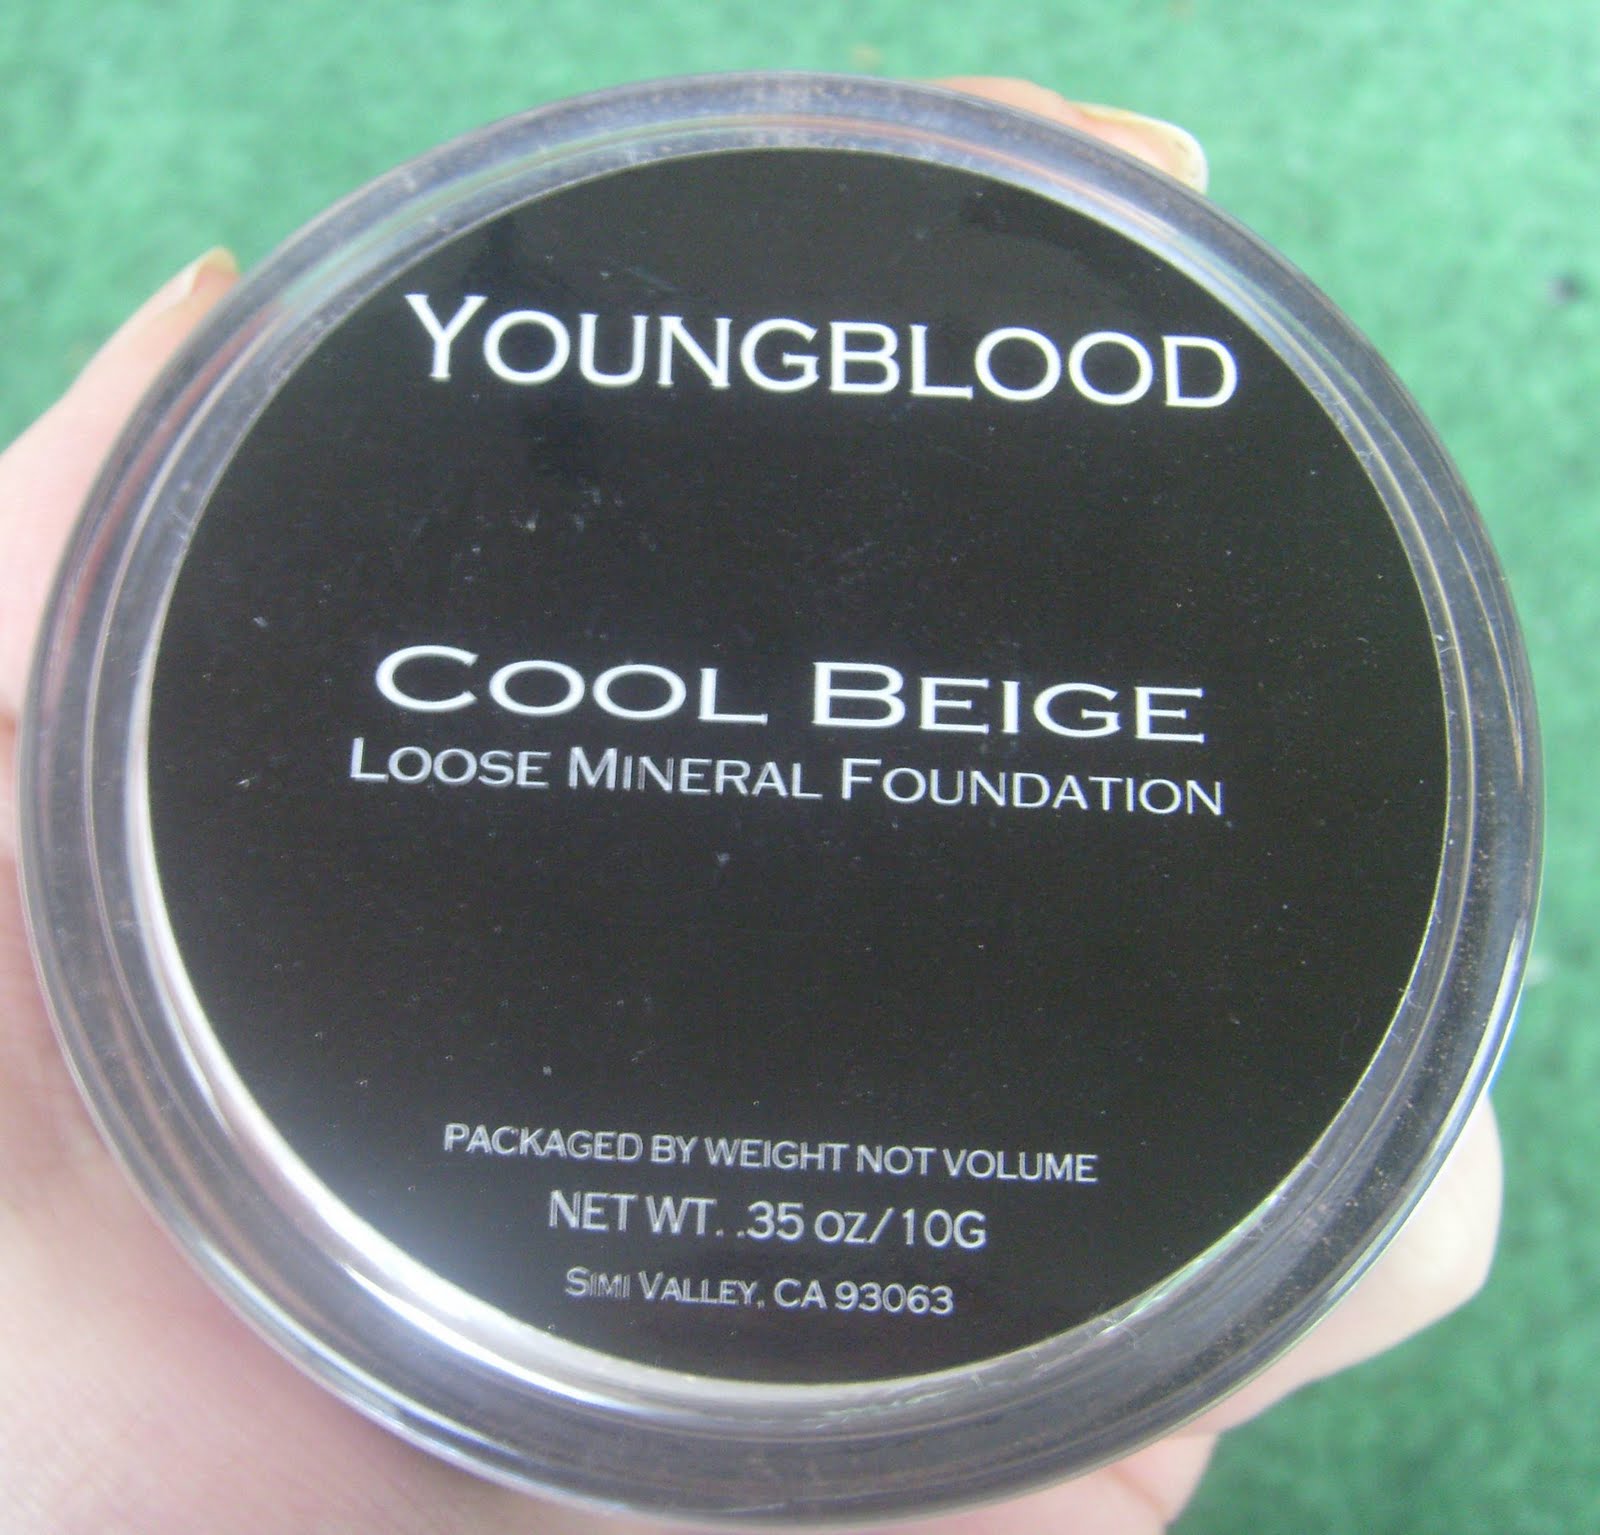 YOUNGBLOOD
COOL BEIGE
LOOSE MINERAL FOUNDATION
PACKAGED BY WEIGHT NOT VOLUME
NET WT. .35 OZ/10G
SIMI VALLEY, CA 93063